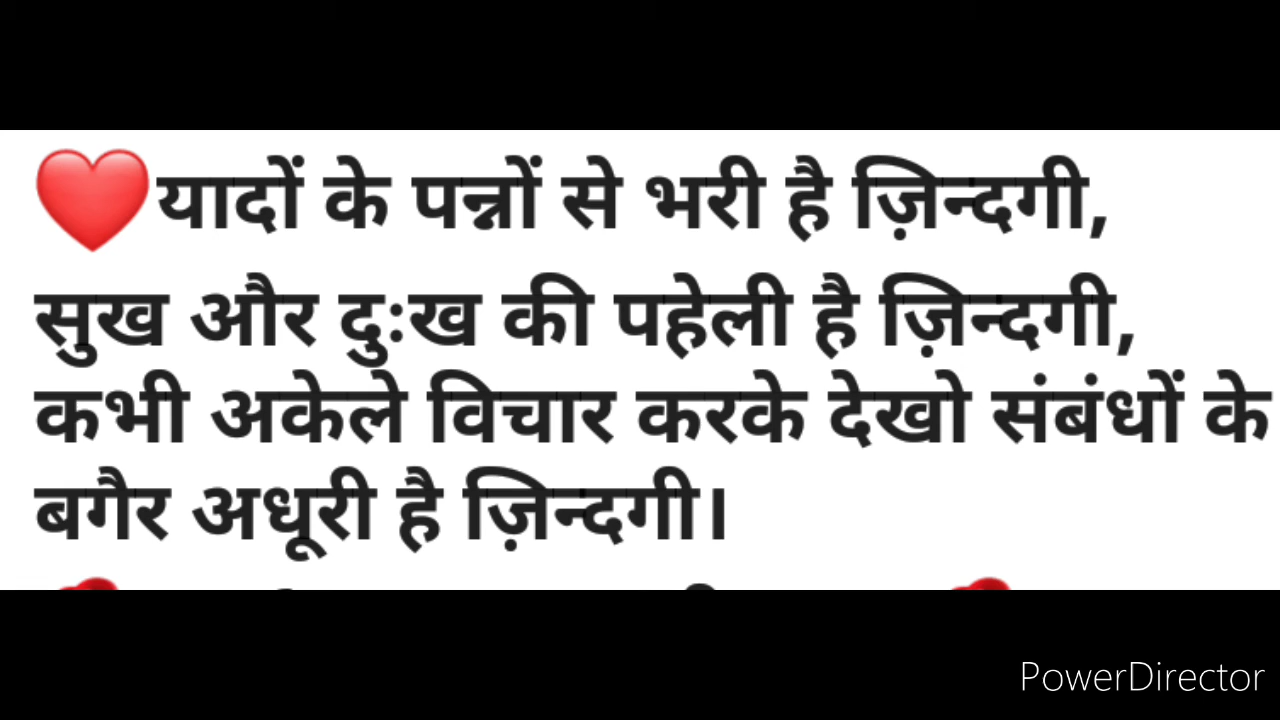 ❤️यादों के पन्नों से भरी है ज़िन्दगी,
सुख और दुःख की पहेली है ज़िन्दगी,
कभी अकेले विचार करके देखो संबंधों के
बगैर अधूरी है ज़िन्दगी।
PowerDirector